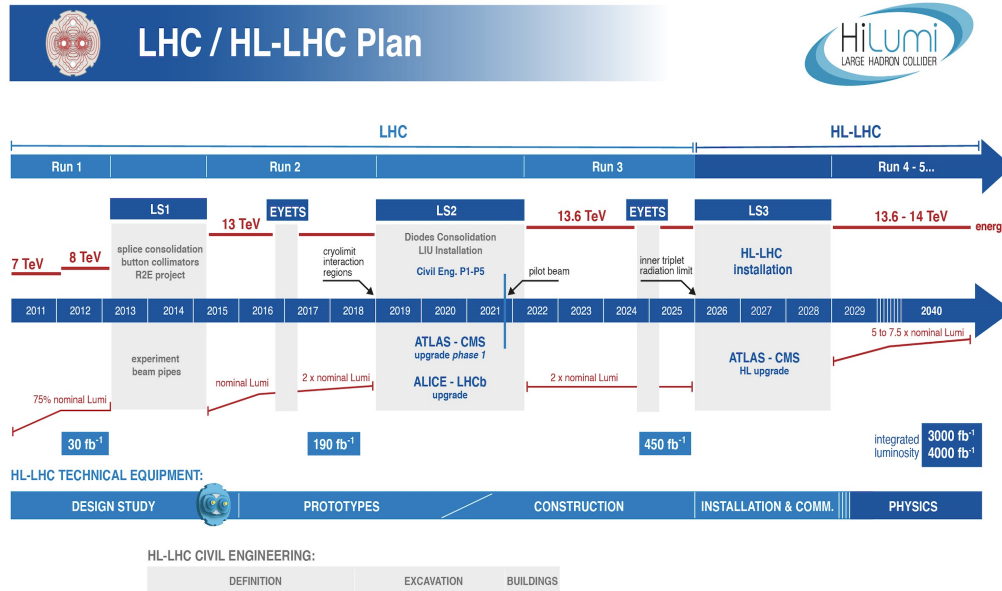 LHC / HL-LHC Plan
HiLumi
LARGE HADRON COLLIDER
LHC
HL-LHC
Run 1
Run 2
Run 3
Run 4 - 5...
LS1
EYETS
LS2
EYETS
LS3
7 TeV
8 TeV
13 TeV
13.6 TeV
13.6 - 14 TeV
energ
splice consolidation
button collimators
R2E project
cryolimit
interaction
regions
Diodes Consolidation
LIU Installation
Civil Eng. P1-P5
pilot beam
inner triplet
radiation limit
HL-LHC
installation
2011
2012
2013
2014
2015
2016
2017
2018
2019
2020
2021
2022
2023
2024
2025
2026
2027
2028
2029
2040
experiment
beam pipes
75% nominal Lumi
nominal Lumi
2 x nominal Lumi
ATLAS - CMS
upgrade phase 1
ALICE - LHCb
upgrade
2 x nominal Lumi
ATLAS - CMS
HL upgrade
5 to 7.5 x nominal Lumi
30 fb⁻¹
190 fb⁻¹
450 fb⁻¹
integrated
luminosity
3000 fb⁻¹
4000 fb⁻¹
HL-LHC TECHNICAL EQUIPMENT:
DESIGN STUDY
PROTOTYPES
CONSTRUCTION
INSTALLATION & COMM.
PHYSICS
HL-LHC CIVIL ENGINEERING:
DEFINITION
EXCAVATION
BUILDINGS